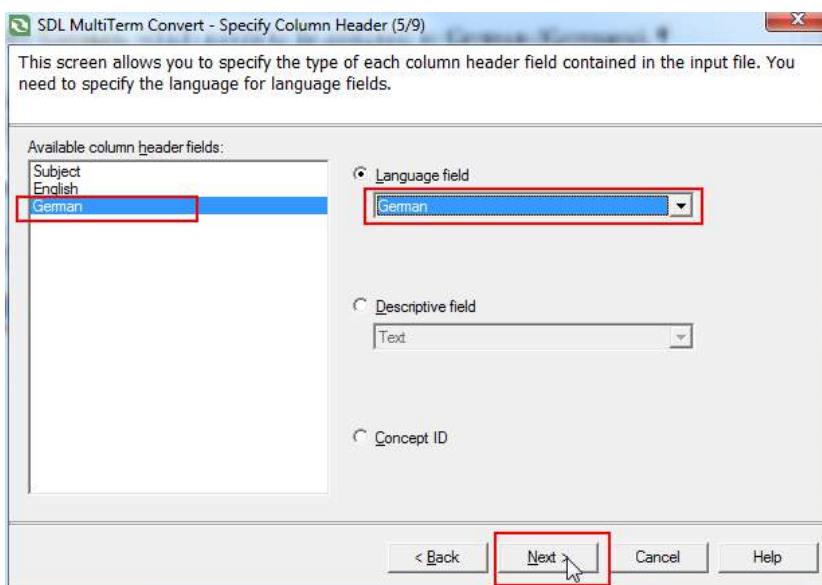 SDL MultiTerm Convert - Specify Column Header (5/9)
This screen allows you to specify the type of each column header field contained in the input file. You
need to specify the language for language fields.
Available column header fields:
Subject
English
German
Language field
German
Descriptive field
Text
Concept ID
< Back
Next >
Cancel
Help